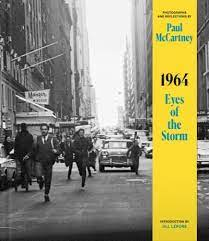 PHOTOGRAPHS
AND REFLECTIONS BY
Paul
McCartney
1964
Eyes
of the
Storm
INTRODUCTION BY
JILL LEPORE